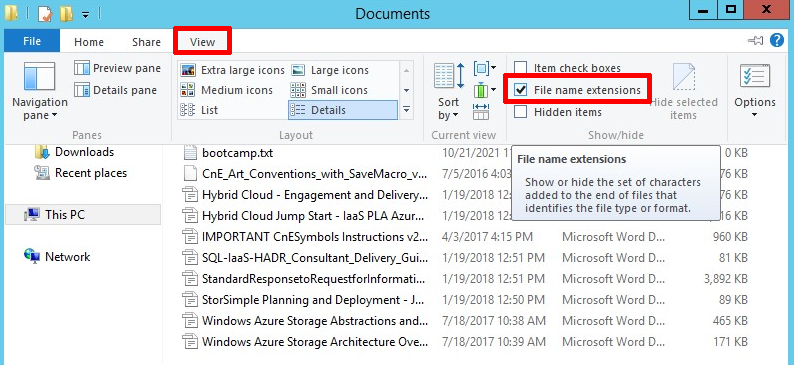 Documents
File Home Share View
Navigation pane
Preview pane
Details pane
Panes
Extra large icons Large icons
Medium icons Small icons
List Details
Layout
Sort by
Current view
Item check boxes
File name extensions
Hidden items
Hide selected items
Show/hide
Options
Downloads
Recent places
This PC
Network
bootcamp.txt 10/21/2021 11 0 KB
CnE_Art_Conventions_with_SaveMacro_v... 7/5/2016 4:03
Hybrid Cloud - Engagement and Delivery... 1/19/2018 12:5
Hybrid Cloud Jump Start - IaaS PLA Azur... 1/19/2018 12:5
IMPORTANT CnESymbols Instructions v2... 4/3/2017 4:15 PM Microsoft Word D... 960 KB
SQL-IaaS-HADR_Consultant_Delivery_Gui... 1/19/2018 12:51 PM Microsoft Word D... 81 KB
StandardResponsetoRequestforInformati... 1/19/2018 12:51 PM Microsoft Word D... 3,892 KB
StorSimple Planning and Deployment - J... 1/19/2018 12:50 PM Microsoft Word D... 89 KB
Windows Azure Storage Abstractions and... 7/18/2017 10:38 AM Microsoft Word D... 465 KB
Windows Azure Storage Architecture Ove... 7/18/2017 10:39 AM Microsoft Word D... 171 KB
File name extensions
Show or hide the set of characters
added to the end of files that
identifies the file type or format.